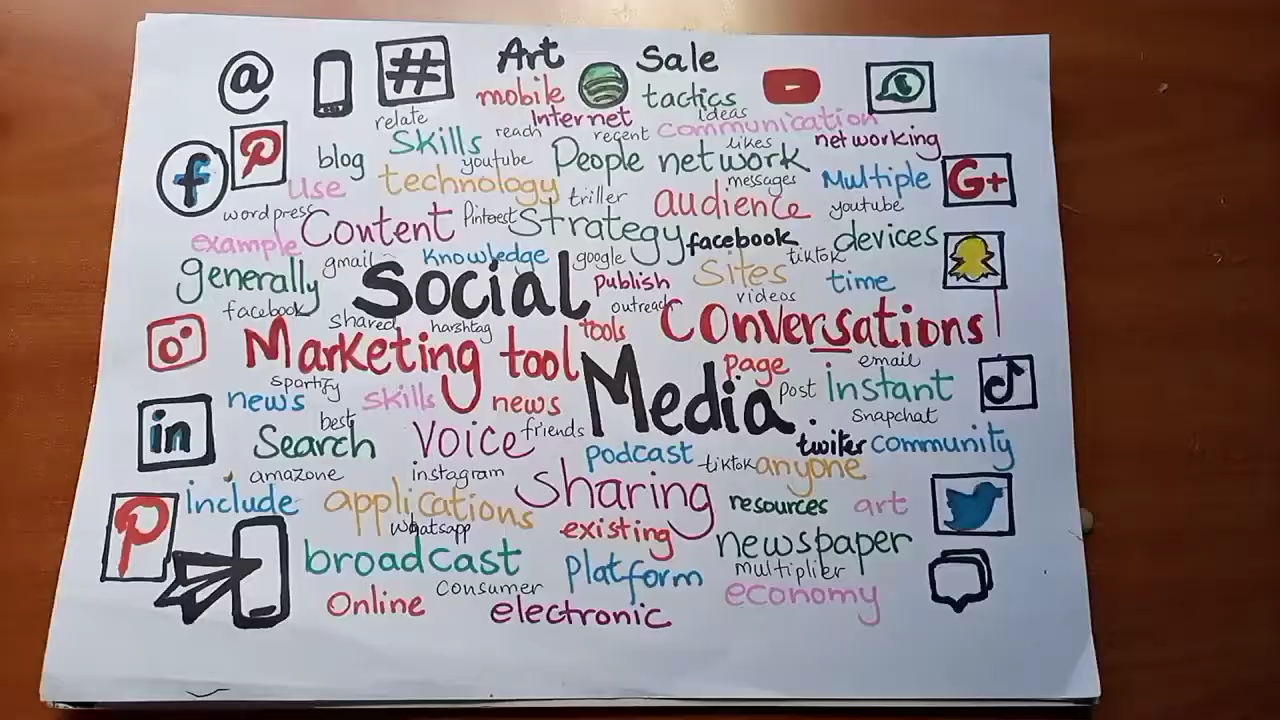 @ # Art Sale
mobile tactics
relate Internet ideas
Skills reach recent communication
blog youtube People network likes networking
use technology triller messages Multiple G+
wordpress Content Pintrest Strategy audience youtube
example facebook devices
generally gmail Knowledge google Sites tiktok
Social publish time
facebook outreach videos
shared harshtag tools Conversations
Marketing tool page email
sportify Media post instant
news skills news snapchat
in best friends
Search Voice twiter community
amazone instagram podcast tiktok anyone
include applications Sharing resources art
whatsapp existing
broadcast platform newspaper
Consumer multiplier
Online electronic economy